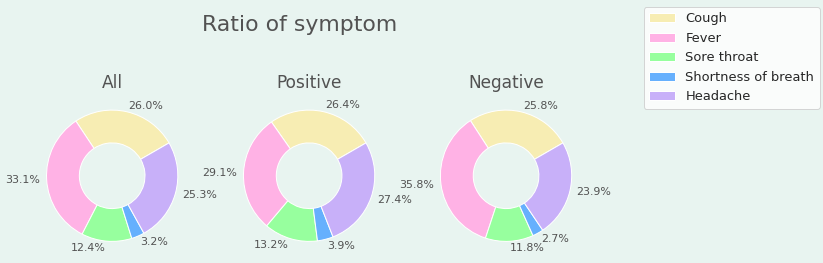 Ratio of symptom
Cough
Fever
Sore throat
Shortness of breath
Headache
All
26.0%
33.1%
12.4%
3.2%
25.3%
Positive
26.4%
29.1%
13.2%
3.9%
27.4%
Negative
25.8%
35.8%
11.8%
2.7%
23.9%